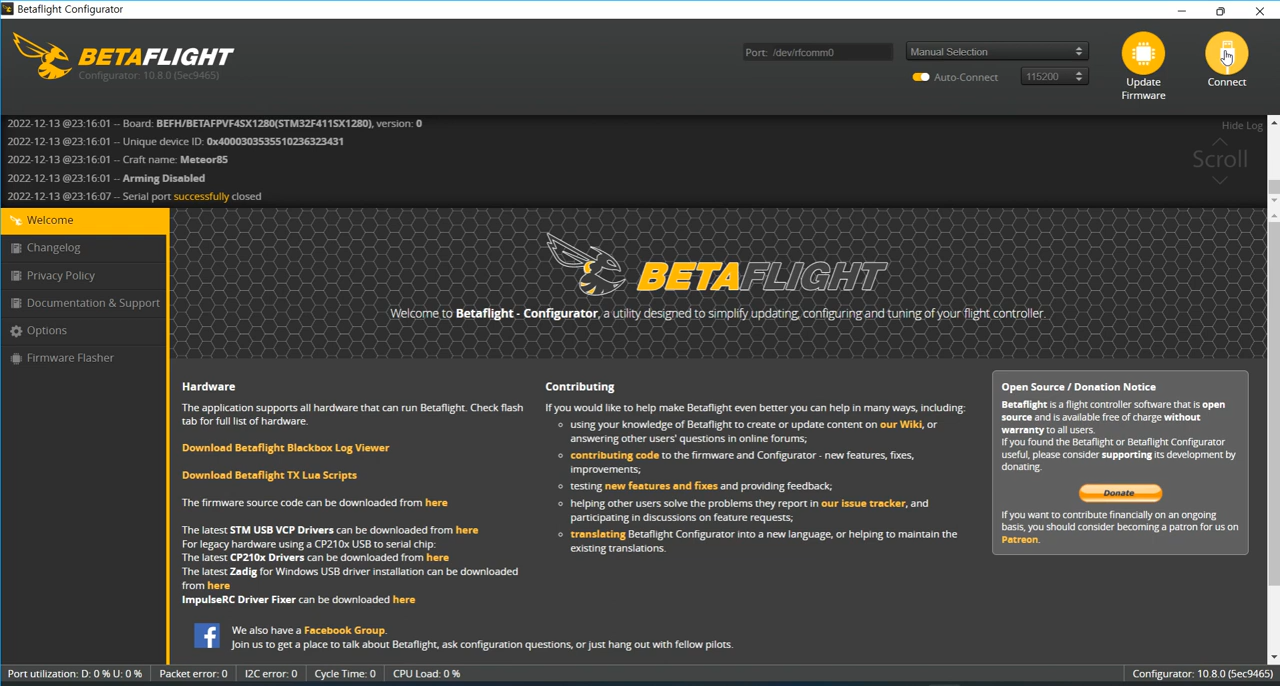 Betaflight Configurator
BETAFLIGHT
Configurator: 10.8.0 (5ec9465)
Port: /dev/rfcomm0
Manual Selection
Auto-Connect
115200
Update
Firmware
Connect
2022-12-13 @23:16:01 -- Board: BEFH/BETAFPVF4SX1280(STM32F411SX1280), version: 0
2022-12-13 @23:16:01 -- Unique device ID: 0x4000303535510236323431
2022-12-13 @23:16:01 -- Craft name: Meteor85
2022-12-13 @23:16:01 -- Arming Disabled
2022-12-13 @23:16:07 -- Serial port successfully closed
Hide Log
Scroll
Welcome
Changelog
Privacy Policy
Documentation & Support
Options
Firmware Flasher
BETAFLIGHT
Welcome to Betaflight - Configurator, a utility designed to simplify updating, configuring and tuning of your flight controller.
Hardware
The application supports all hardware that can run Betaflight. Check flash
tab for full list of hardware.
Download Betaflight Blackbox Log Viewer
Download Betaflight TX Lua Scripts
The firmware source code can be downloaded from here
The latest STM USB VCP Drivers can be downloaded from here
For legacy hardware using a CP210x USB to serial chip:
The latest CP210x Drivers can be downloaded from here
The latest Zadig for Windows USB driver installation can be downloaded
from here
ImpulseRC Driver Fixer can be downloaded here
We also have a Facebook Group.
Join us to get a place to talk about Betaflight, ask configuration questions, or just hang out with fellow pilots.
Contributing
If you would like to help make Betaflight even better you can help in many ways, including:
using your knowledge of Betaflight to create or update content on our Wiki, or
answering other users' questions in online forums;
contributing code to the firmware and Configurator - new features, fixes,
improvements;
testing new features and fixes and providing feedback;
helping other users solve the problems they report in our issue tracker, and
participating in discussions on feature requests;
translating Betaflight Configurator into a new language, or helping to maintain the
existing translations.
Open Source / Donation Notice
Betaflight is a flight controller software that is open
source and is available free of charge without
warranty to all users.
If you found the Betaflight or Betaflight Configurator
useful, please consider supporting its development by
donating.
Donate
If you want to contribute financially on an ongoing
basis, you should consider becoming a patron for us on
Patreon.
Port utilization: D: 0 % U: 0 %
Packet error: 0
I2C error: 0
Cycle Time: 0
CPU Load: 0 %
Configurator: 10.8.0 (5ec9465)